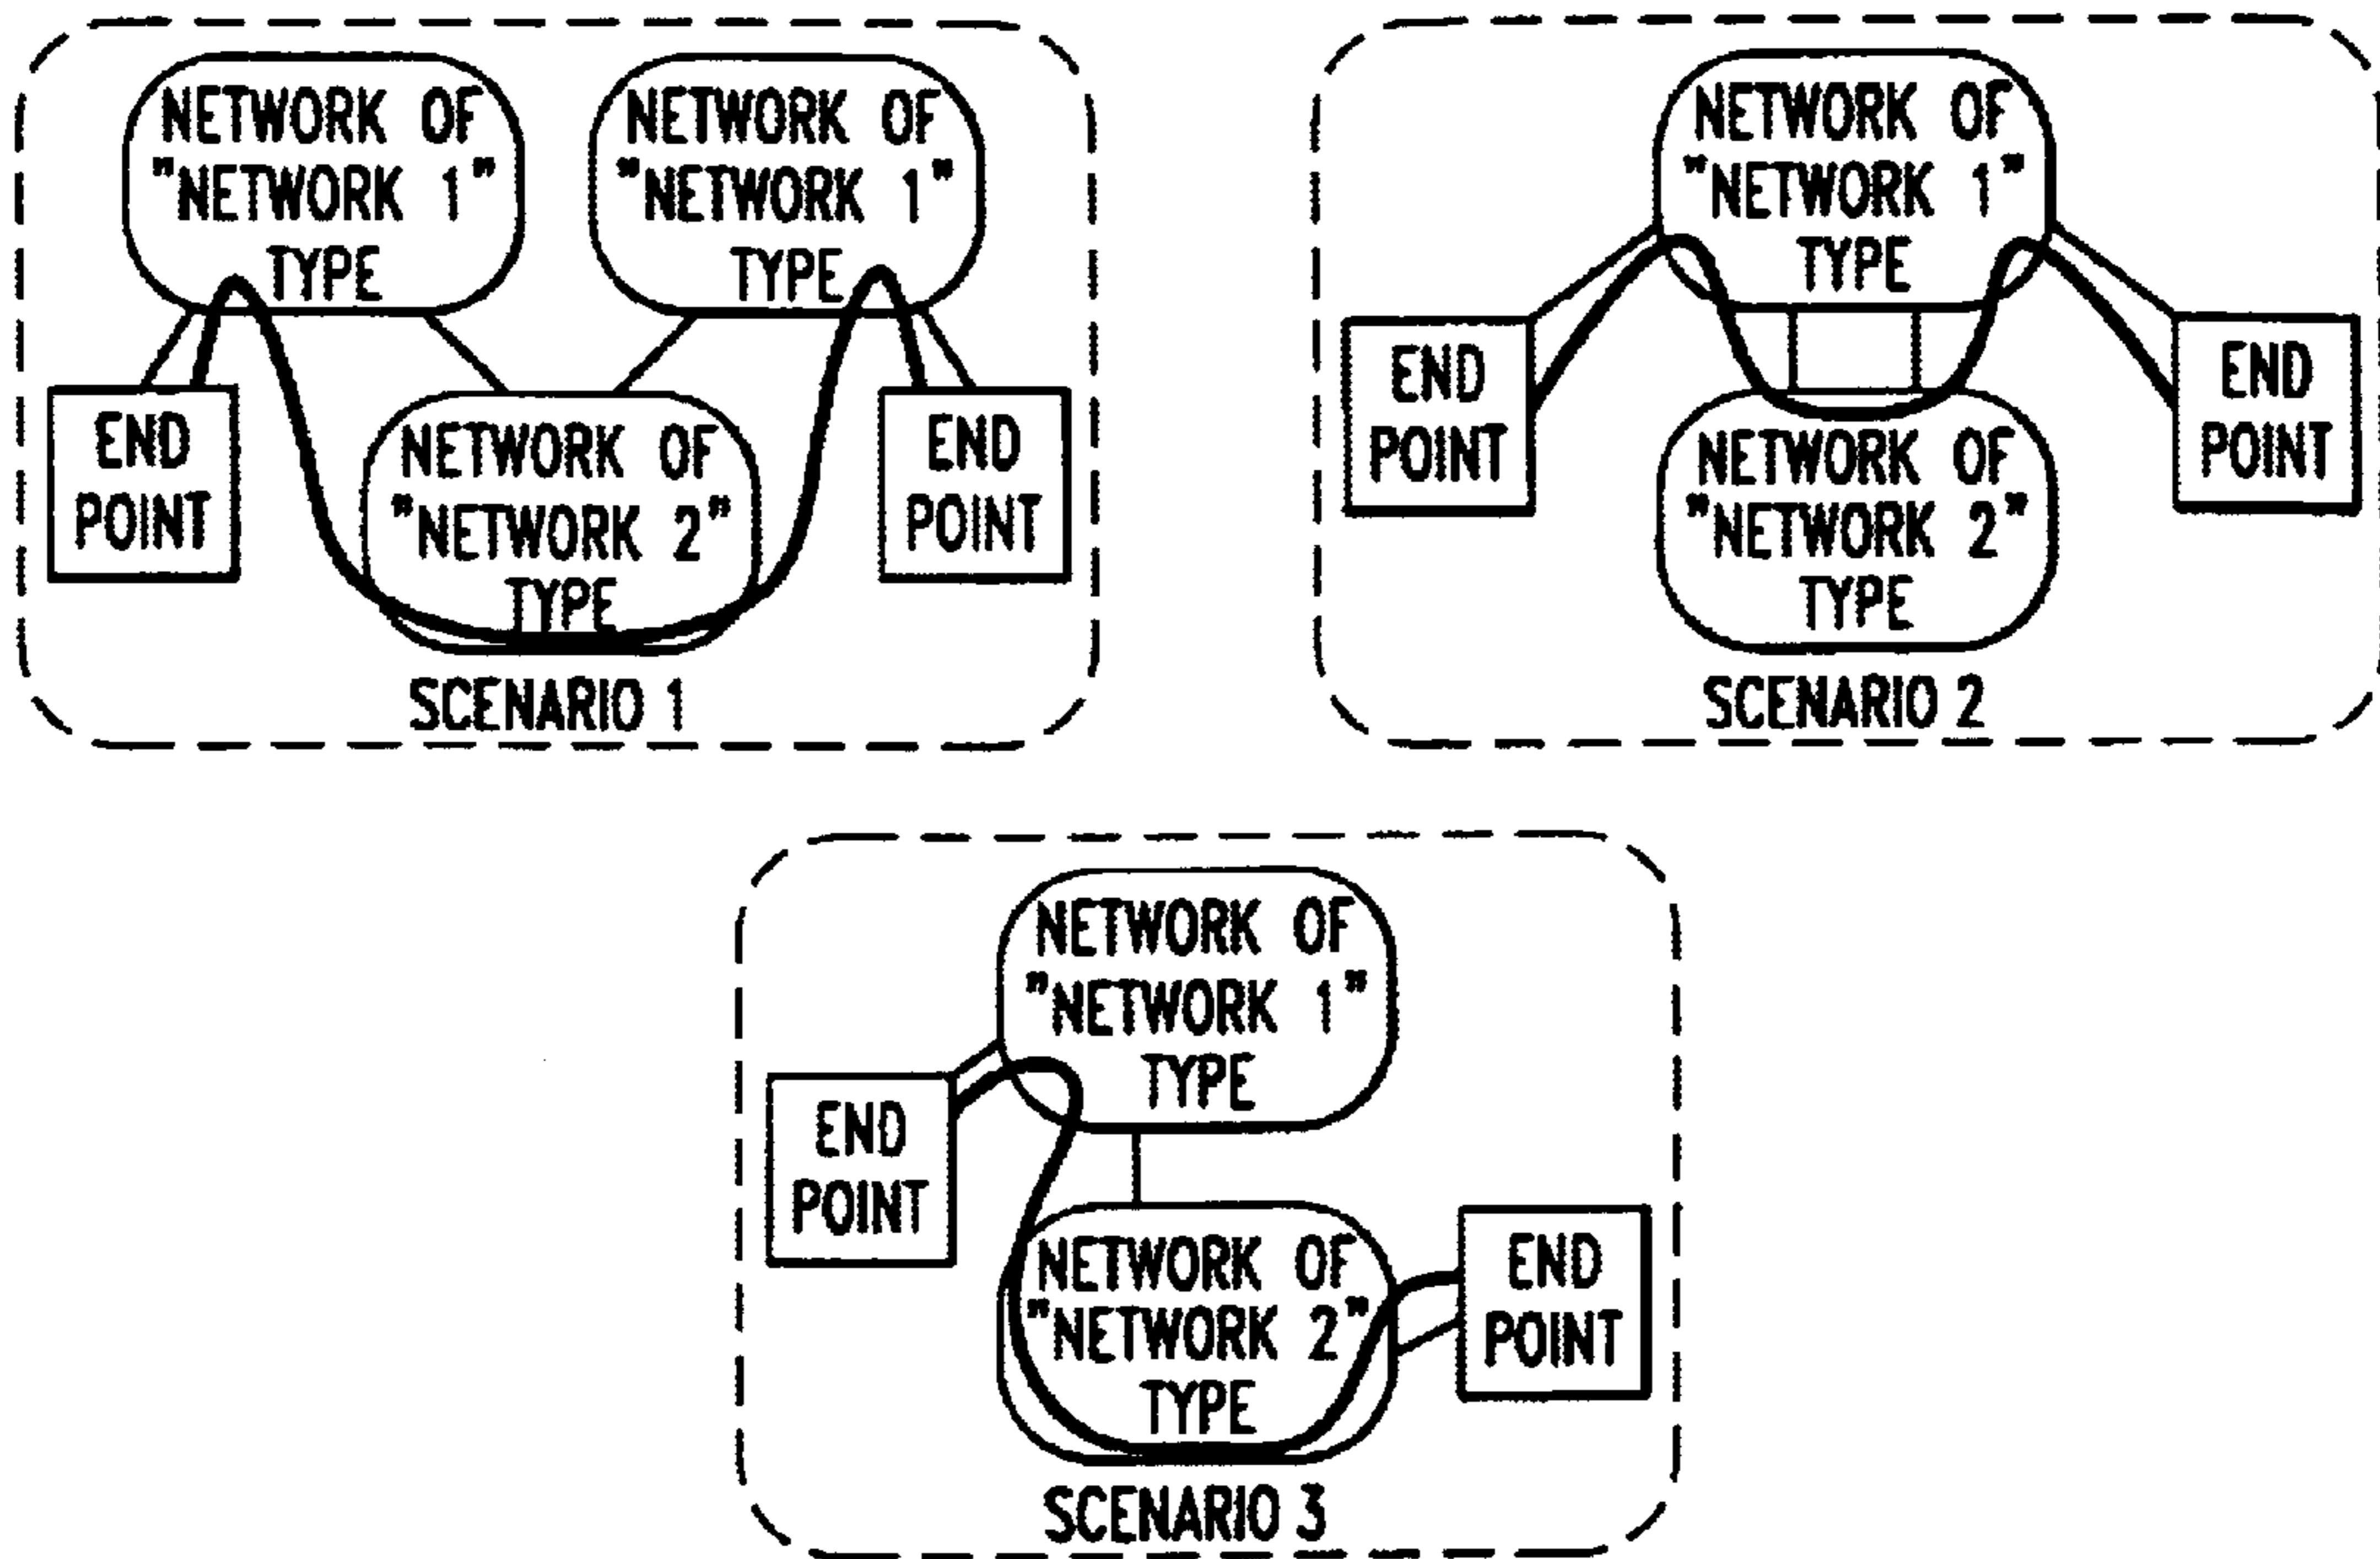 NETWORK OF
"NETWORK 1"
TYPE
NETWORK OF
"NETWORK 1"
TYPE
END
POINT
NETWORK OF
"NETWORK 2"
TYPE
END
POINT
SCENARIO 1
NETWORK OF
"NETWORK 1"
TYPE
END
POINT
NETWORK OF
"NETWORK 2"
TYPE
END
POINT
SCENARIO 2
NETWORK OF
"NETWORK 1"
TYPE
END
POINT
NETWORK OF
"NETWORK 2"
TYPE
END
POINT
SCENARIO 3